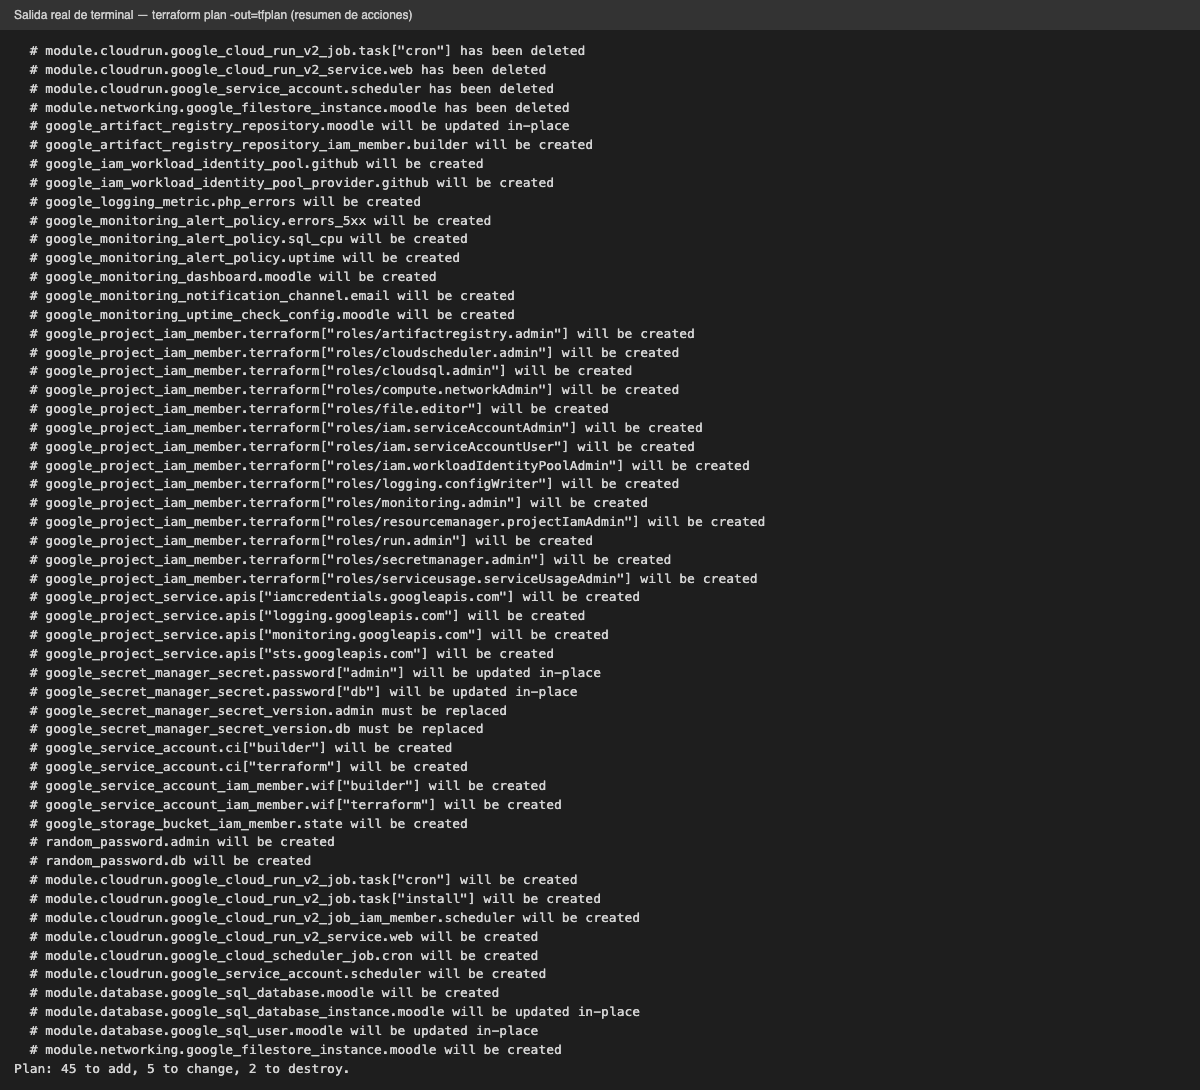 Salida real de terminal — terraform plan -out=tfplan (resumen de acciones)
# module.cloudrun.google_cloud_run_v2_job.task["cron"] has been deleted
# module.cloudrun.google_cloud_run_v2_service.web has been deleted
# module.cloudrun.google_service_account.scheduler has been deleted
# module.networking.google_filestore_instance.moodle has been deleted
# google_artifact_registry_repository.moodle will be updated in-place
# google_artifact_registry_repository_iam_member.builder will be created
# google_iam_workload_identity_pool.github will be created
# google_iam_workload_identity_pool_provider.github will be created
# google_logging_metric.php_errors will be created
# google_monitoring_alert_policy.errors_5xx will be created
# google_monitoring_alert_policy.sql_cpu will be created
# google_monitoring_alert_policy.uptime will be created
# google_monitoring_dashboard.moodle will be created
# google_monitoring_notification_channel.email will be created
# google_monitoring_uptime_check_config.moodle will be created
# google_project_iam_member.terraform["roles/artifactregistry.admin"] will be created
# google_project_iam_member.terraform["roles/cloudscheduler.admin"] will be created
# google_project_iam_member.terraform["roles/cloudsql.admin"] will be created
# google_project_iam_member.terraform["roles/compute.networkAdmin"] will be created
# google_project_iam_member.terraform["roles/file.editor"] will be created
# google_project_iam_member.terraform["roles/iam.serviceAccountAdmin"] will be created
# google_project_iam_member.terraform["roles/iam.serviceAccountUser"] will be created
# google_project_iam_member.terraform["roles/iam.workloadIdentityPoolAdmin"] will be created
# google_project_iam_member.terraform["roles/logging.configWriter"] will be created
# google_project_iam_member.terraform["roles/monitoring.admin"] will be created
# google_project_iam_member.terraform["roles/resourcemanager.projectIamAdmin"] will be created
# google_project_iam_member.terraform["roles/run.admin"] will be created
# google_project_iam_member.terraform["roles/secretmanager.admin"] will be created
# google_project_iam_member.terraform["roles/serviceusage.serviceUsageAdmin"] will be created
# google_project_service.apis["iamcredentials.googleapis.com"] will be created
# google_project_service.apis["logging.googleapis.com"] will be created
# google_project_service.apis["monitoring.googleapis.com"] will be created
# google_project_service.apis["sts.googleapis.com"] will be created
# google_secret_manager_secret.password["admin"] will be updated in-place
# google_secret_manager_secret.password["db"] will be updated in-place
# google_secret_manager_secret_version.admin must be replaced
# google_secret_manager_secret_version.db must be replaced
# google_service_account.ci["builder"] will be created
# google_service_account.ci["terraform"] will be created
# google_service_account_iam_member.wif["builder"] will be created
# google_service_account_iam_member.wif["terraform"] will be created
# google_storage_bucket_iam_member.state will be created
# random_password.admin will be created
# random_password.db will be created
# module.cloudrun.google_cloud_run_v2_job.task["cron"] will be created
# module.cloudrun.google_cloud_run_v2_job.task["install"] will be created
# module.cloudrun.google_cloud_run_v2_job_iam_member.scheduler will be created
# module.cloudrun.google_cloud_run_v2_service.web will be created
# module.cloudrun.google_cloud_scheduler_job.cron will be created
# module.cloudrun.google_service_account.scheduler will be created
# module.database.google_sql_database.moodle will be created
# module.database.google_sql_database_instance.moodle will be updated in-place
# module.database.google_sql_user.moodle will be updated in-place
# module.networking.google_filestore_instance.moodle will be created
Plan: 45 to add, 5 to change, 2 to destroy.